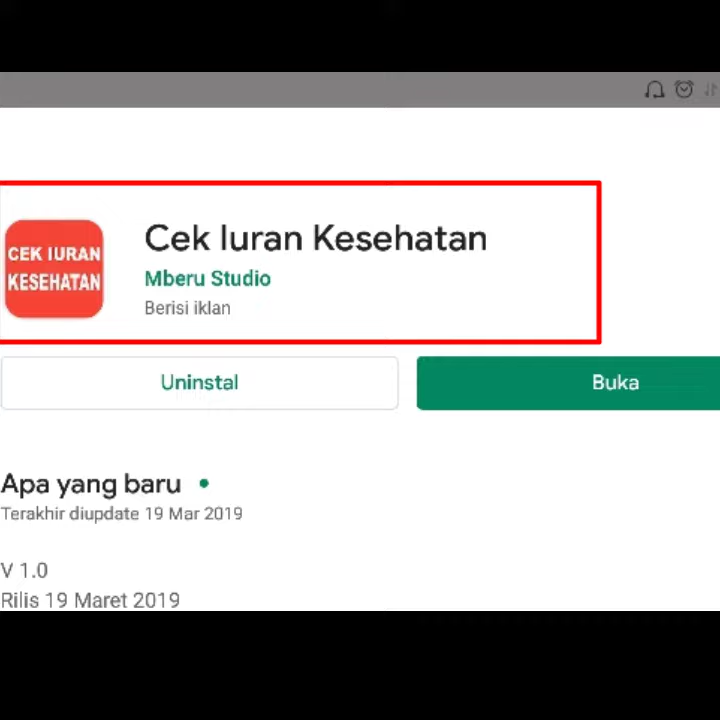 CEK IURAN
KESEHATAN
Cek Iuran Kesehatan
Mberu Studio
Berisi iklan
Uninstal
Buka
Apa yang baru
Terakhir diupdate 19 Mar 2019
V 1.0
Rilis 19 Maret 2019